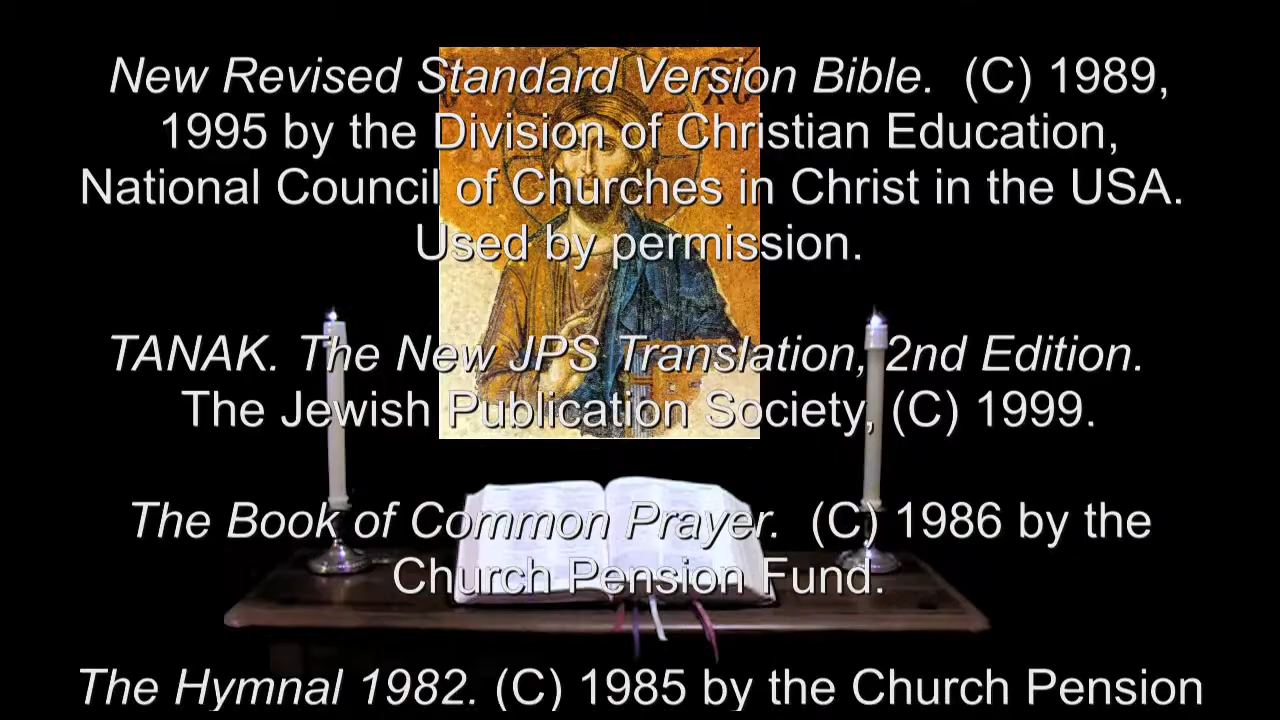 New Revised Standard Version Bible. (C) 1989,
1995 by the Division of Christian Education,
National Council of Churches in Christ in the USA.
Used by permission.
TANAK. The New JPS Translation, 2nd Edition.
The Jewish Publication Society, (C) 1999.
The Book of Common Prayer. (C) 1986 by the
Church Pension Fund.
The Hymnal 1982. (C) 1985 by the Church Pension